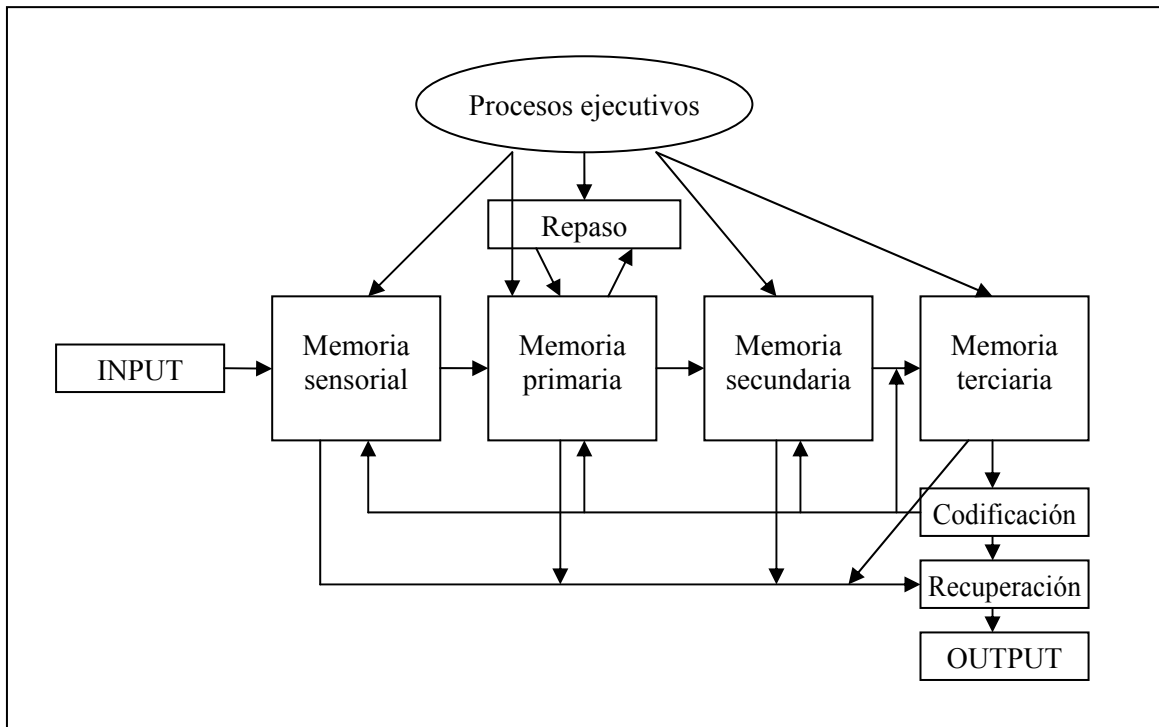 Procesos ejecutivos
Repaso
INPUT
Memoria
sensorial
Memoria
primaria
Memoria
secundaria
Memoria
terciaria
Codificación
Recuperación
OUTPUT